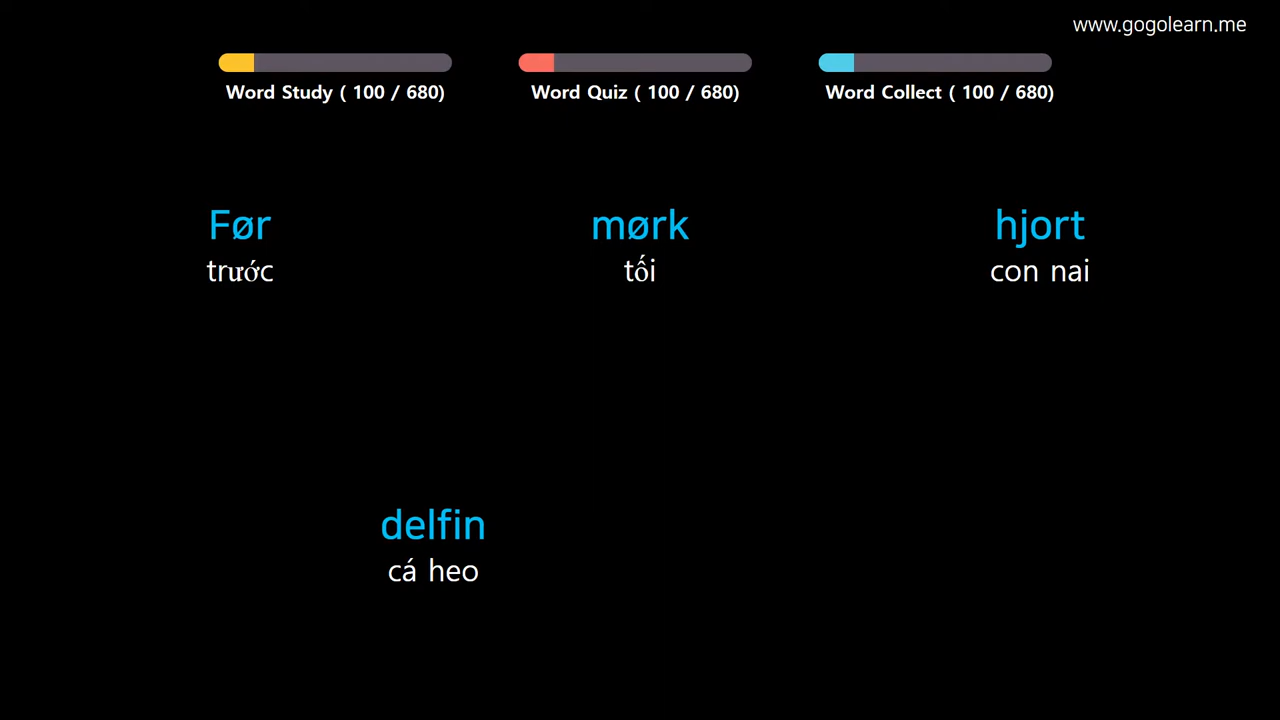 www.gogolearn.me
Word Study ( 100 / 680)
Word Quiz ( 100 / 680)
Word Collect ( 100 / 680)
Før
trước
mørk
tối
hjort
con nai
delfin
cá heo